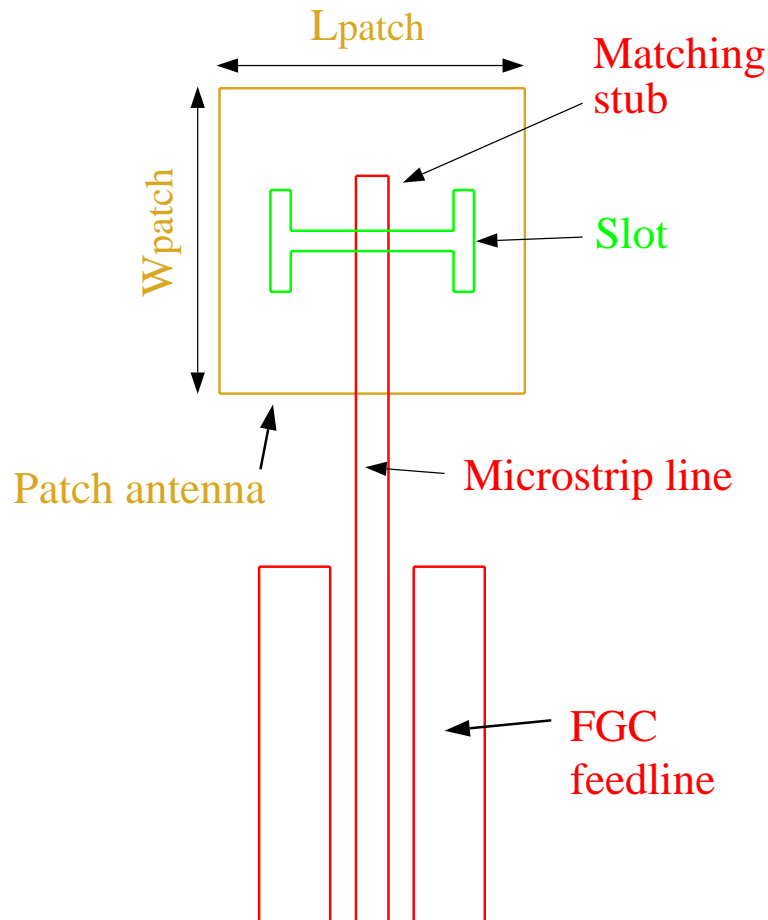 Lpatch
Matching
stub
Wpatch
Slot
Patch antenna
Microstrip line
FGC
feedline